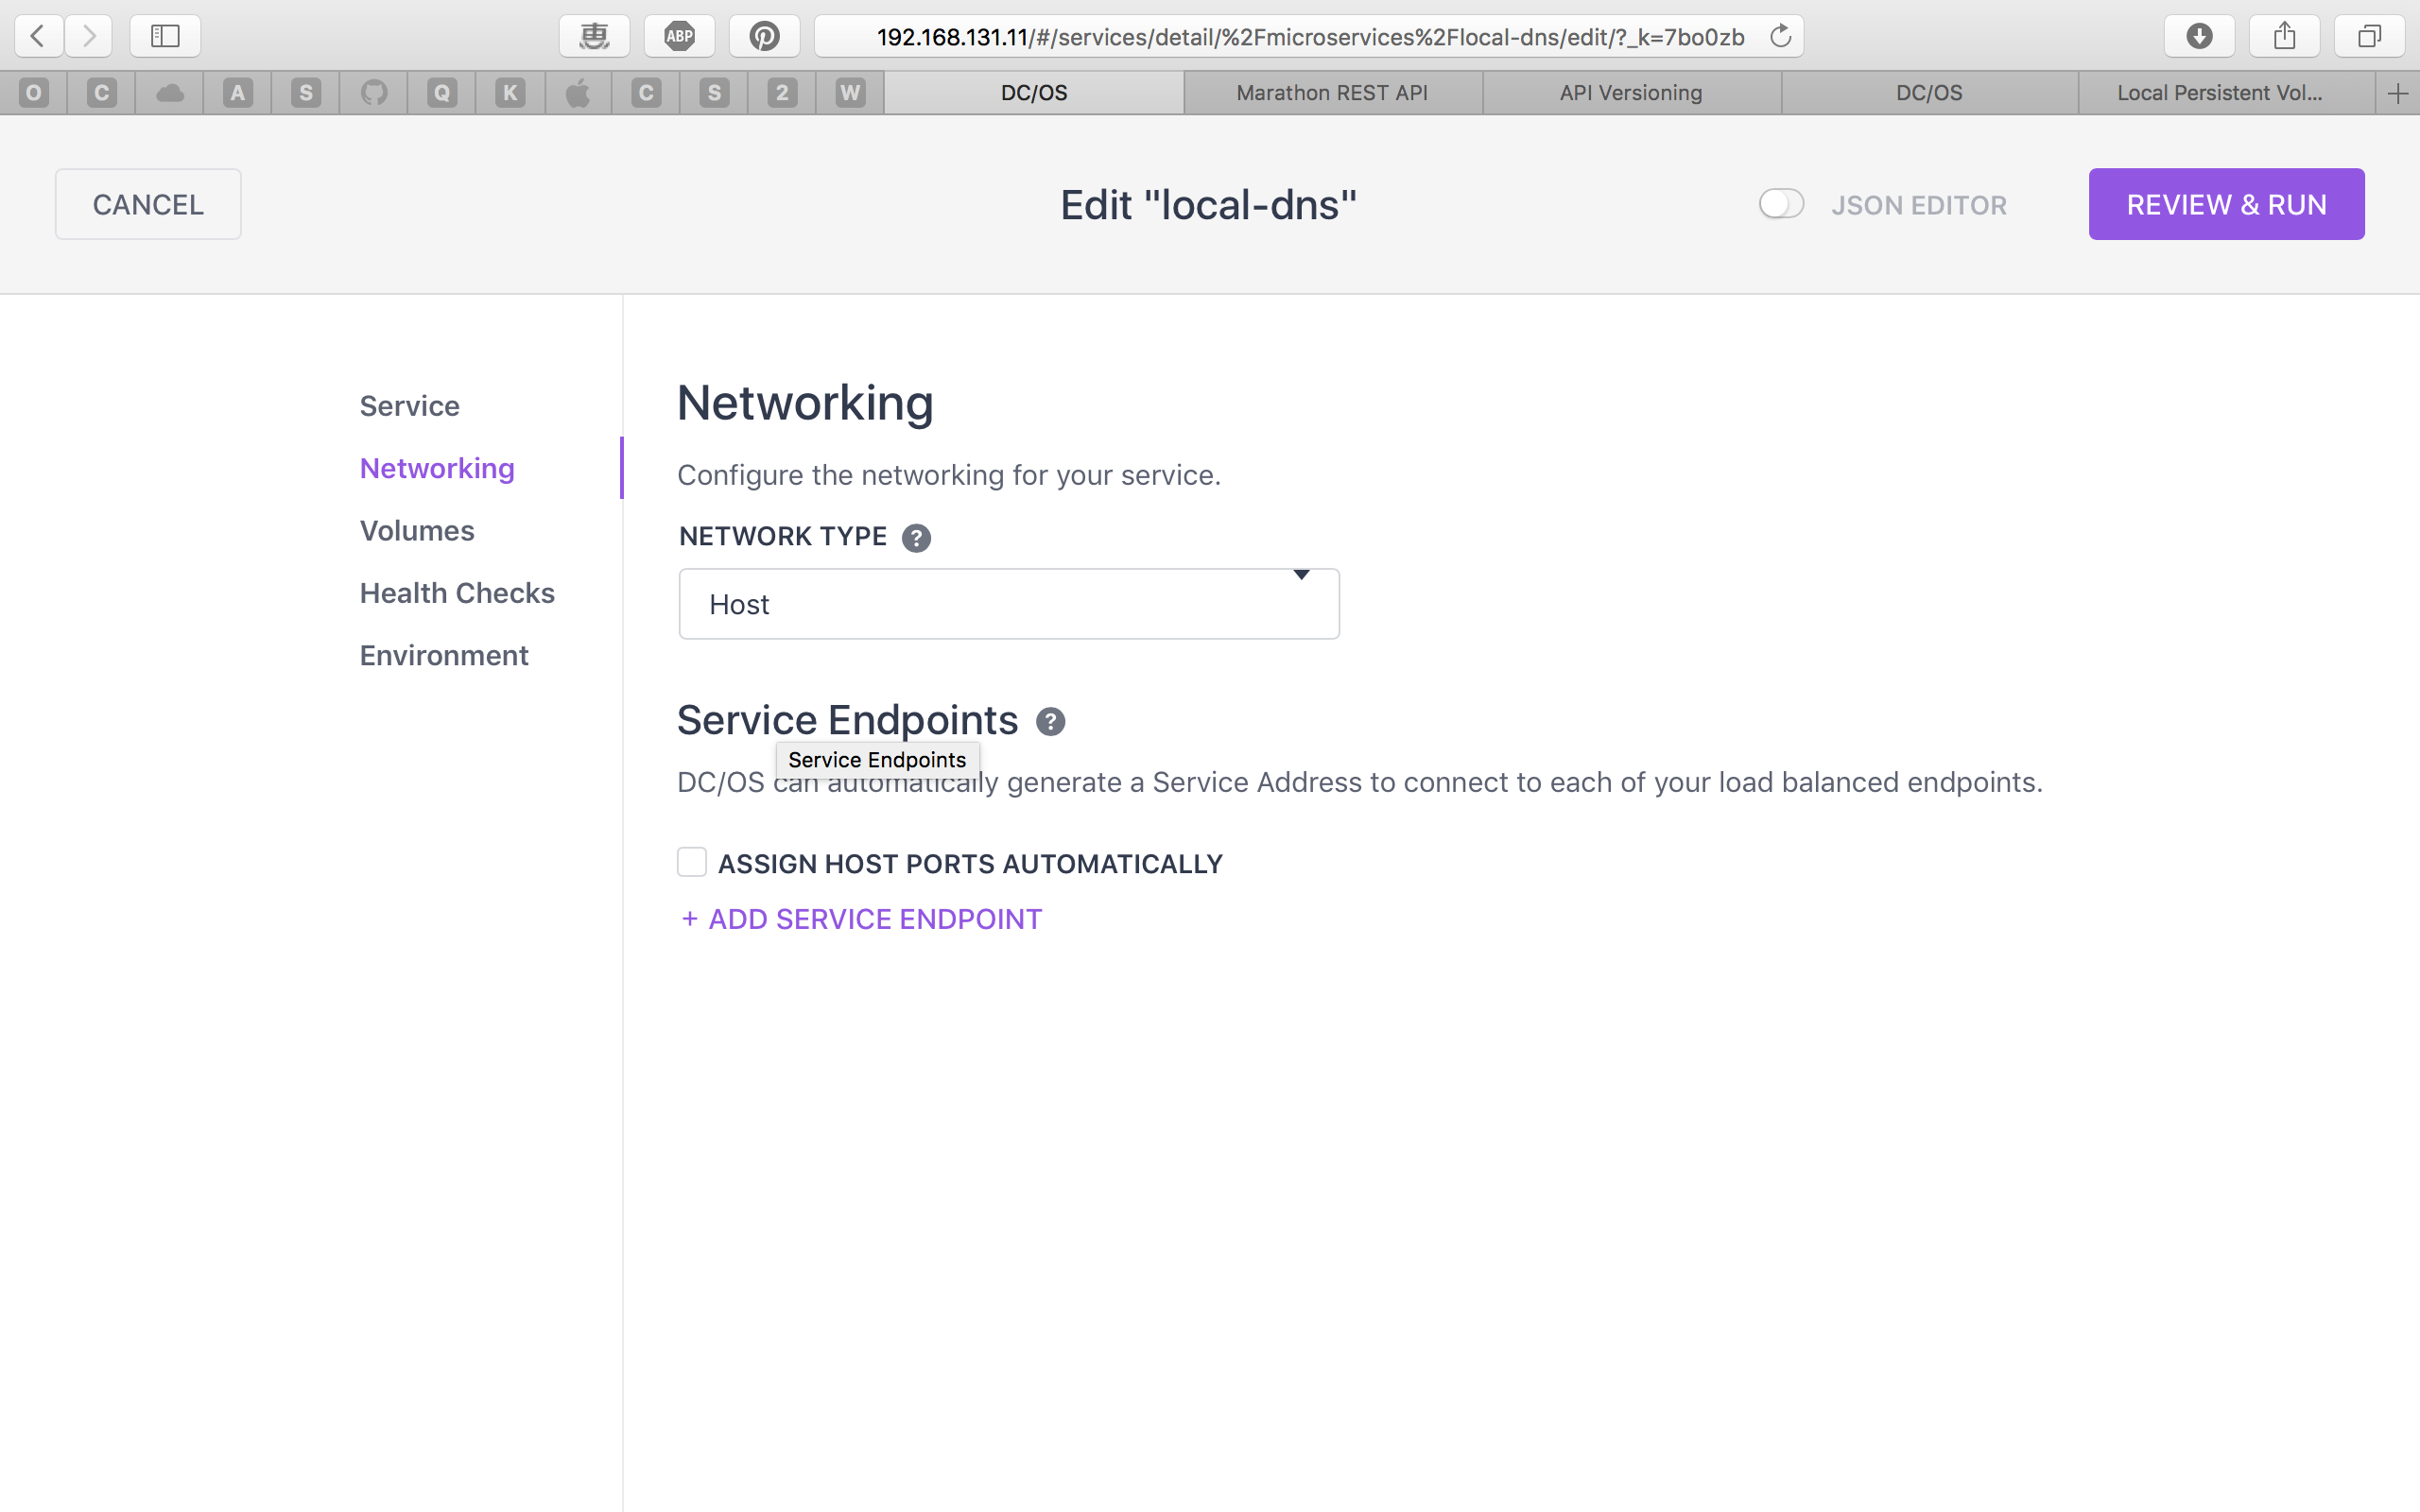 惠
ABP
192.168.131.11/#/services/detail/%2Fmicroservices%2Flocal-dns/edit/?_k=7bo0zb
O C A S Q K C S 2 W DC/OS Marathon REST API API Versioning DC/OS Local Persistent Vol...
CANCEL
Edit "local-dns"
JSON EDITOR
REVIEW & RUN
Service
Networking
Volumes
Health Checks
Environment
Networking
Configure the networking for your service.
NETWORK TYPE ?
Host
Service Endpoints ?
Service Endpoints
DC/OS can automatically generate a Service Address to connect to each of your load balanced endpoints.
ASSIGN HOST PORTS AUTOMATICALLY
+ ADD SERVICE ENDPOINT